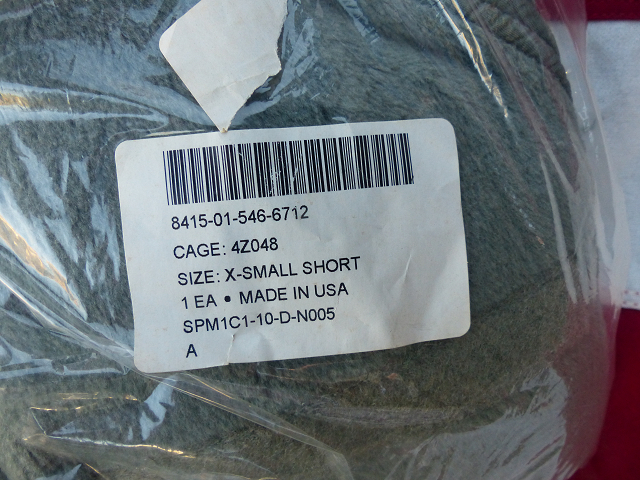 8415-01-546-6712
CAGE: 4Z048
SIZE: X-SMALL SHORT
1 EA • MADE IN USA
SPM1C1-10-D-N005
A